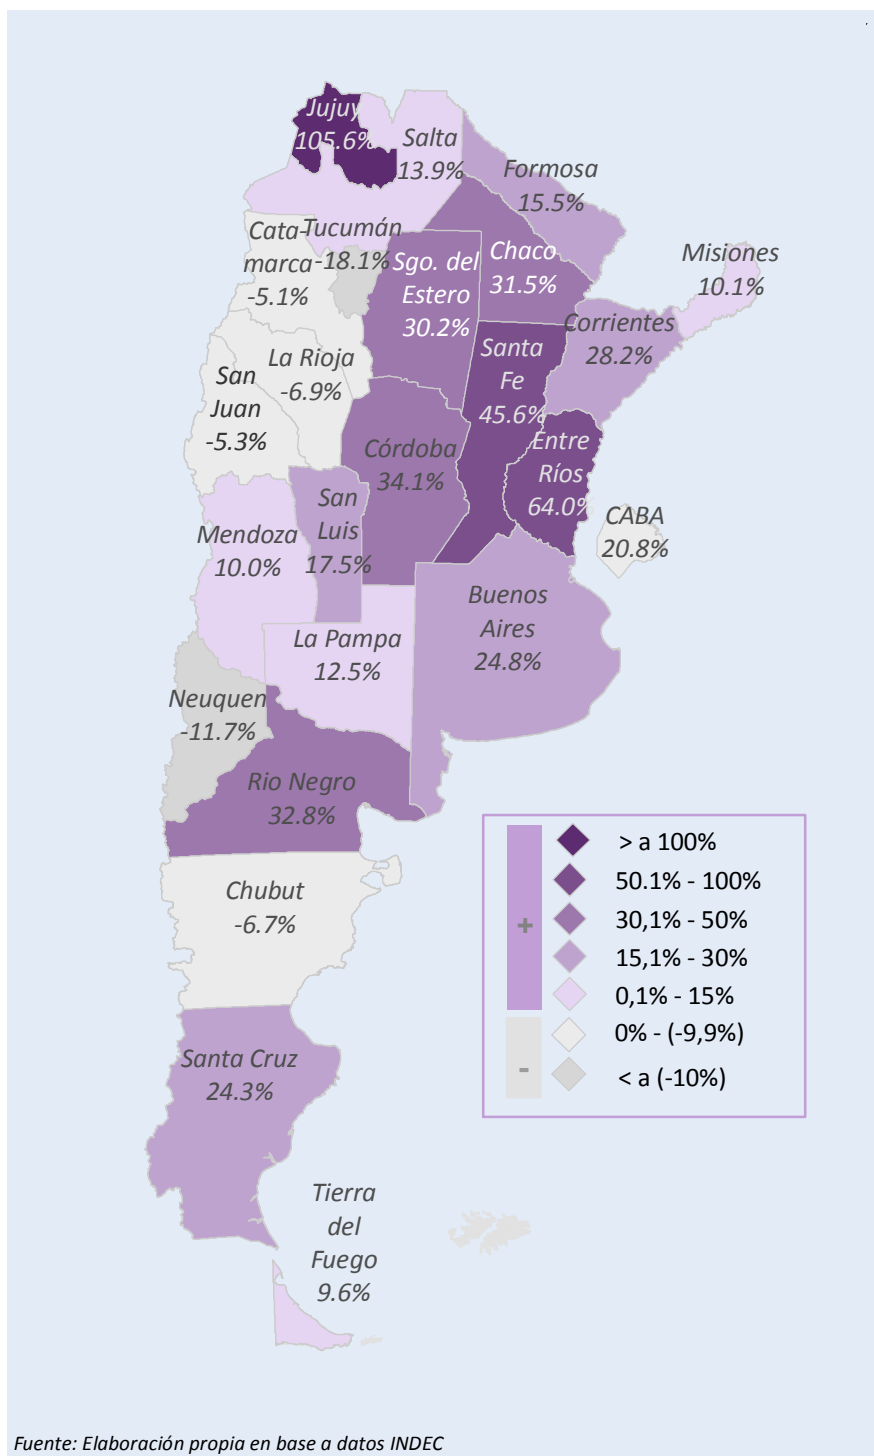 Jujuy
105.6%
Salta
13.9%
Formosa
15.5%
Cata-
marca
-5.1%
Tucumán
-18.1%
Sgo. del
Estero
30.2%
Chaco
31.5%
Misiones
10.1%
Corrientes
28.2%
La Rioja
-6.9%
San
Juan
-5.3%
Santa
Fe
45.6%
Córdoba
34.1%
Entre
Ríos
64.0%
San
Luis
17.5%
Mendoza
10.0%
CABA
20.8%
Buenos
Aires
24.8%
La Pampa
12.5%
Neuquen
-11.7%
Rio Negro
32.8%
Chubut
-6.7%
Santa Cruz
24.3%
Tierra
del
Fuego
9.6%
+
> a 100%
50.1% - 100%
30,1% - 50%
15,1% - 30%
0,1% - 15%
-
0% - (-9,9%)
< a (-10%)
Fuente: Elaboración propia en base a datos INDEC